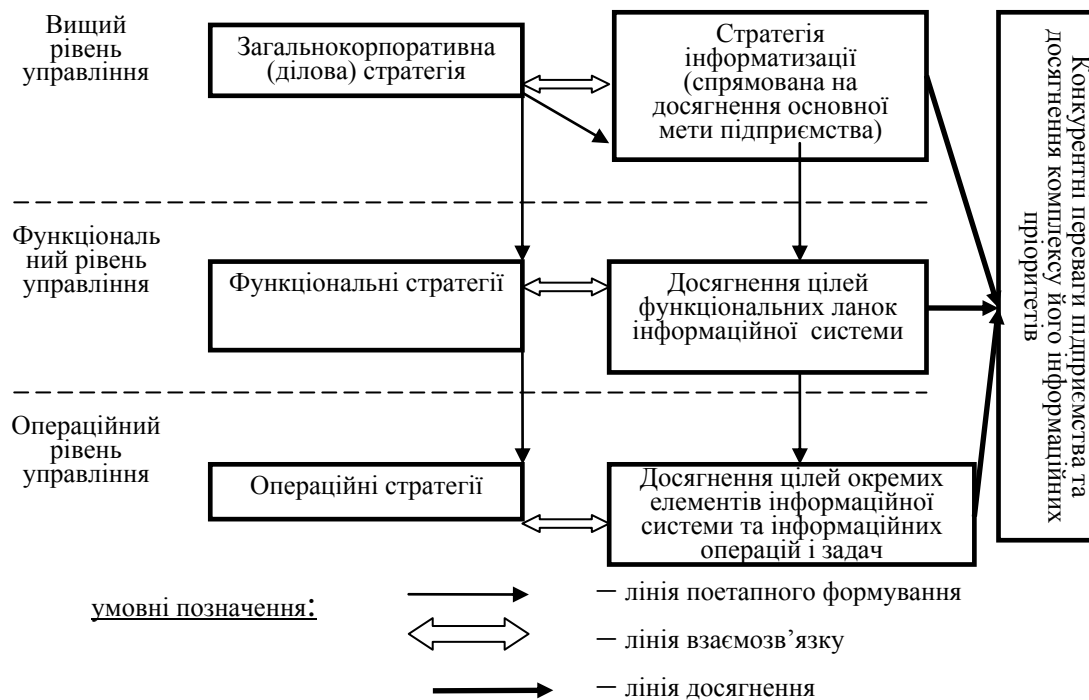 Вищий
рівень
управління
Загальнокорпоративна
(ділова) стратегія
Стратегія
інформатизації
(спрямована на
досягнення основної
мети підприємства)
Функціональ
ний рівень
управління
Функціональні стратегії
Досягнення цілей
функціональних ланок
інформаційної системи
Операційний
рівень
управління
Операційні стратегії
Досягнення цілей окремих
елементів інформаційної
системи та інформаційних
операцій і задач
Конкурентні переваги підприємства та
досягнення комплексу його інформаційних
пріоритетів
умовні позначення:
– лінія поетапного формування
– лінія взаємозв’язку
– лінія досягнення